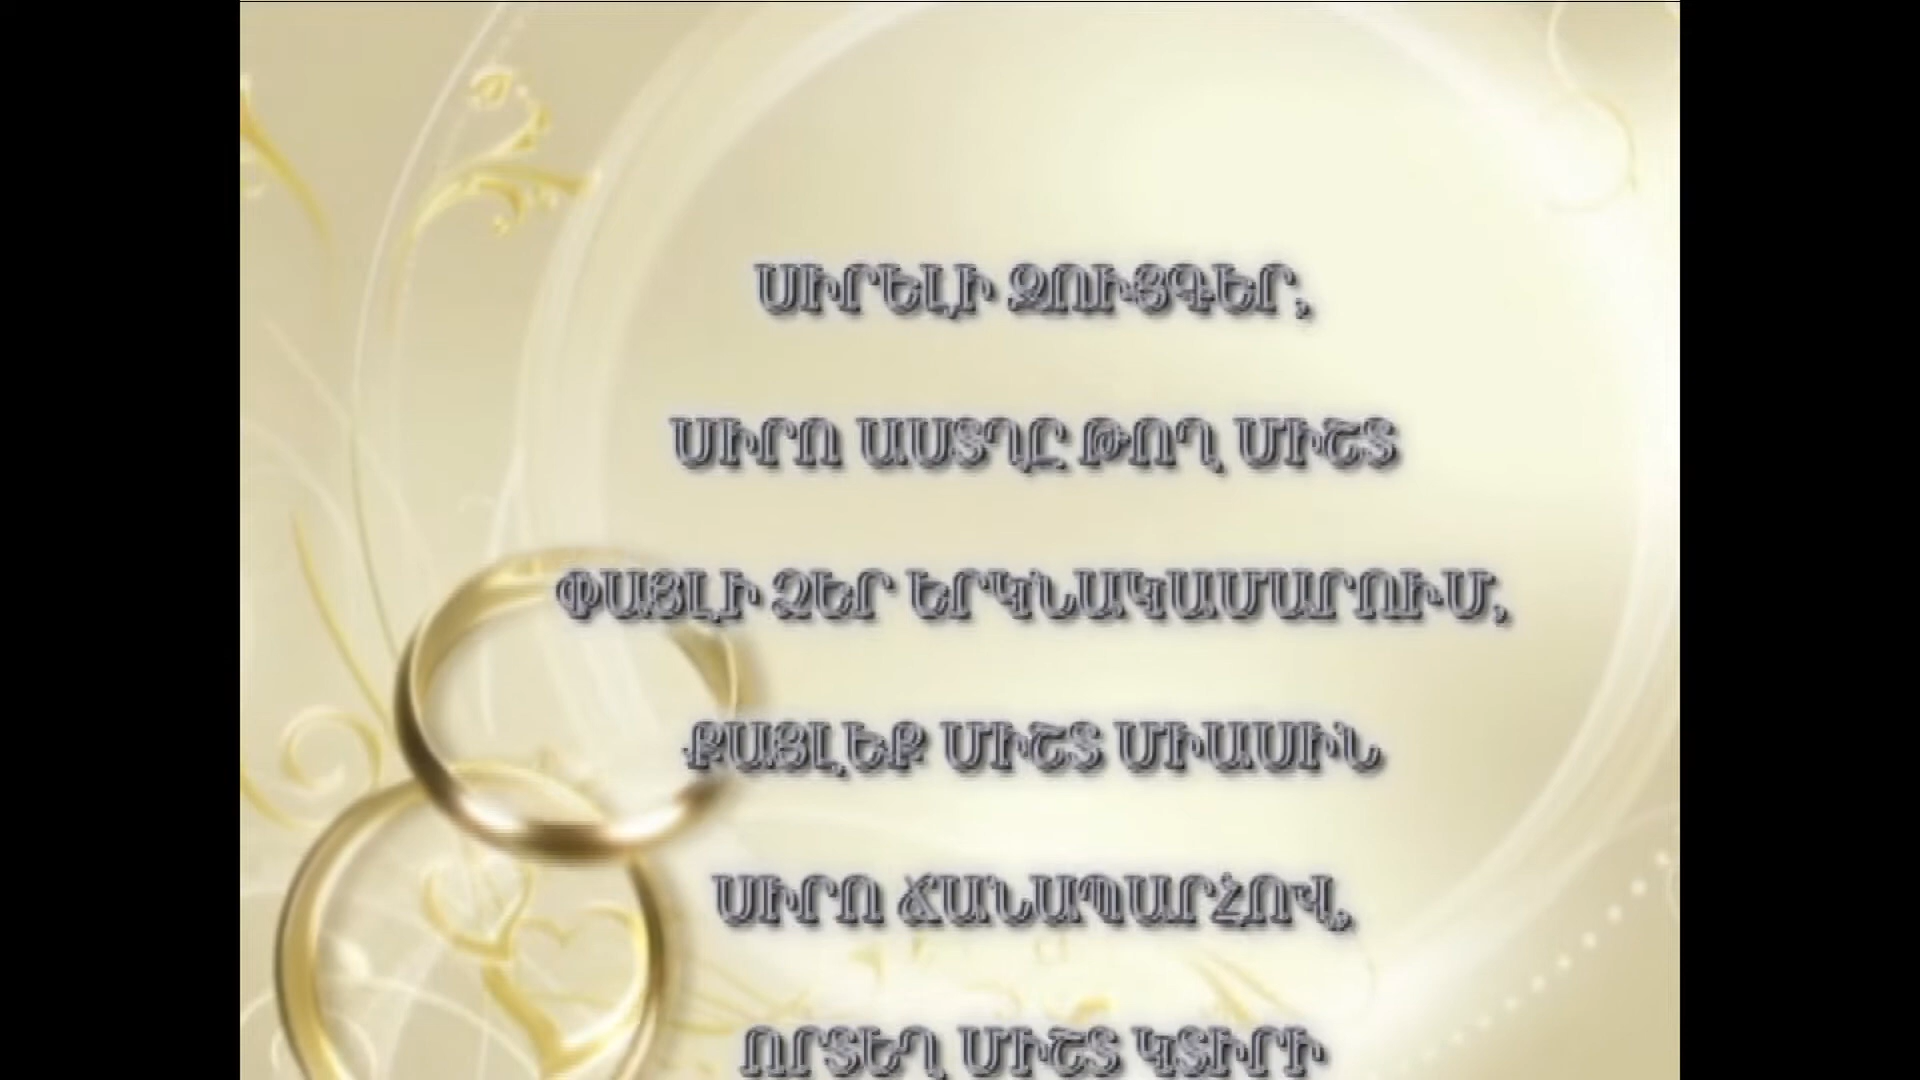 ՍԻՐԵԼԻ ԶՈՒՅԳԵՐ,
ՍԻՐՈ ԱՍՏՂԸ ԹՈՂ ՄԻՇՏ
ՓԱՅԼԻ ՁԵՐ ԵՐԿՆԱԿԱՄԱՐՈՒՄ,
ՔԱՅԼԵՔ ՄԻՇՏ ՄԻԱՍԻՆ
ՍԻՐՈ ՃԱՆԱՊԱՐՀՈՎ,
ՈՐՏԵՂ ՄԻՇՏ ԿՏԻՐԻ